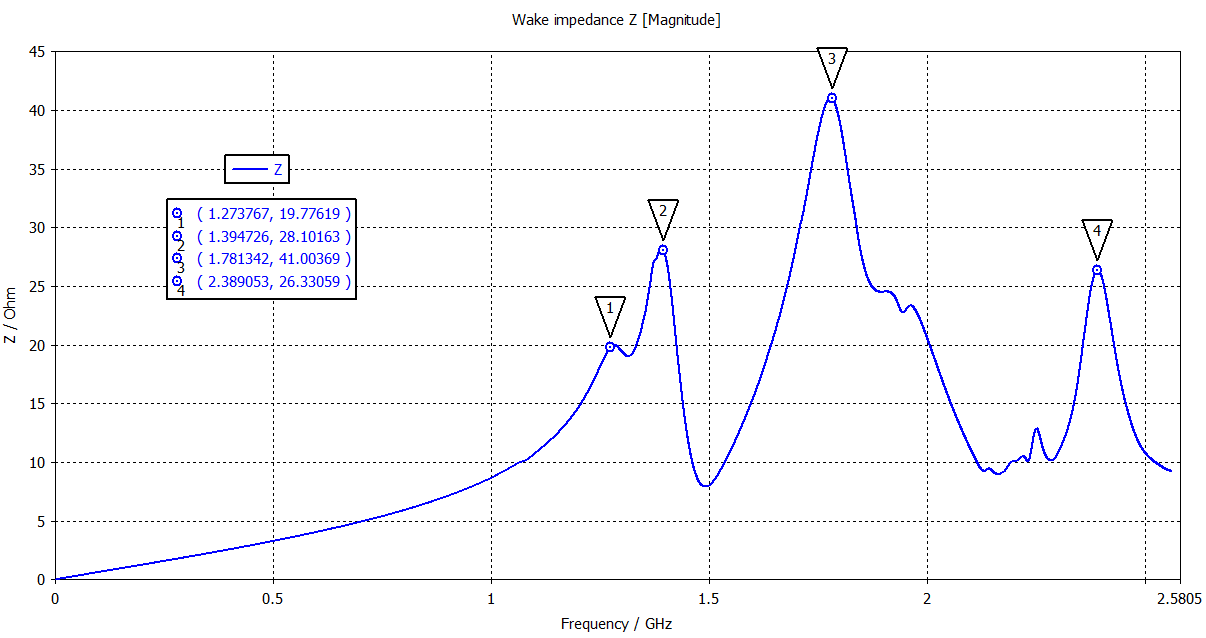 Wake impedance Z [Magnitude]
45
40
35
30
25
20
15
10
5
0
Z / Ohm
Z
1 ( 1.273767, 19.77619 )
2 ( 1.394726, 28.10163 )
3 ( 1.781342, 41.00369 )
4 ( 2.389053, 26.33059 )
1
2
3
4
0 0.5 1 1.5 2 2.5805
Frequency / GHz